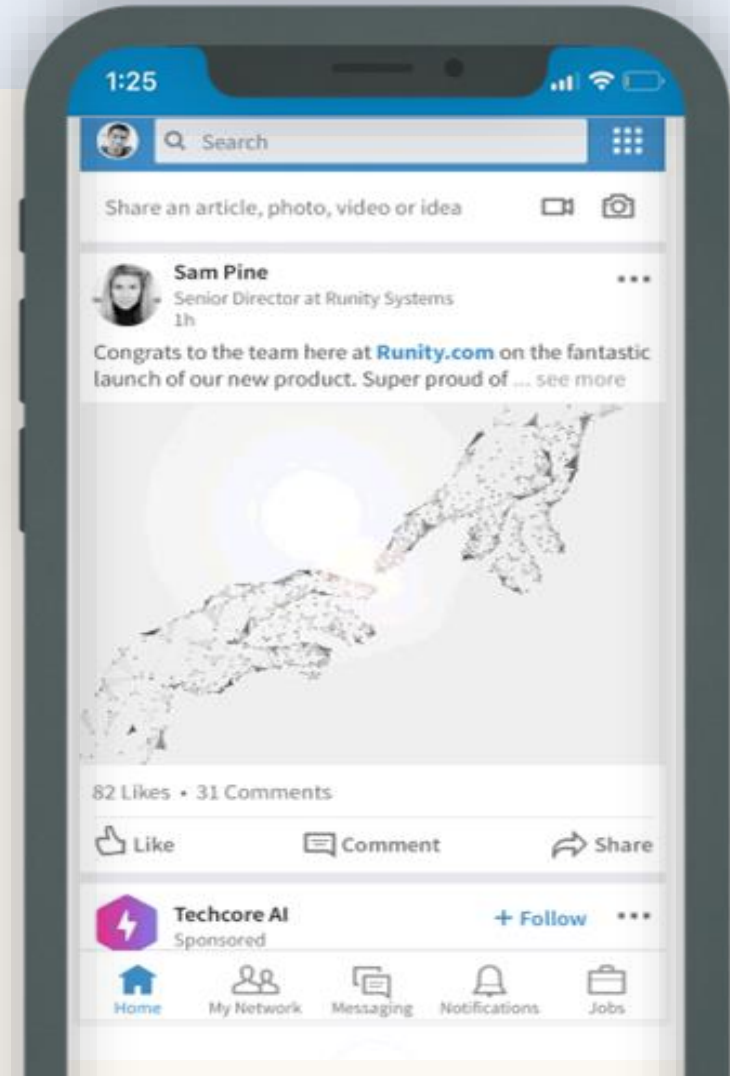 1:25
Search
Share an article, photo, video or idea
Sam Pine
Senior Director at Runity Systems
1h
Congrats to the team here at Runity.com on the fantastic
launch of our new product. Super proud of ... see more
82 Likes • 31 Comments
Like Comment Share
Techcore AI + Follow
Sponsored
Home My Network Messaging Notifications Jobs